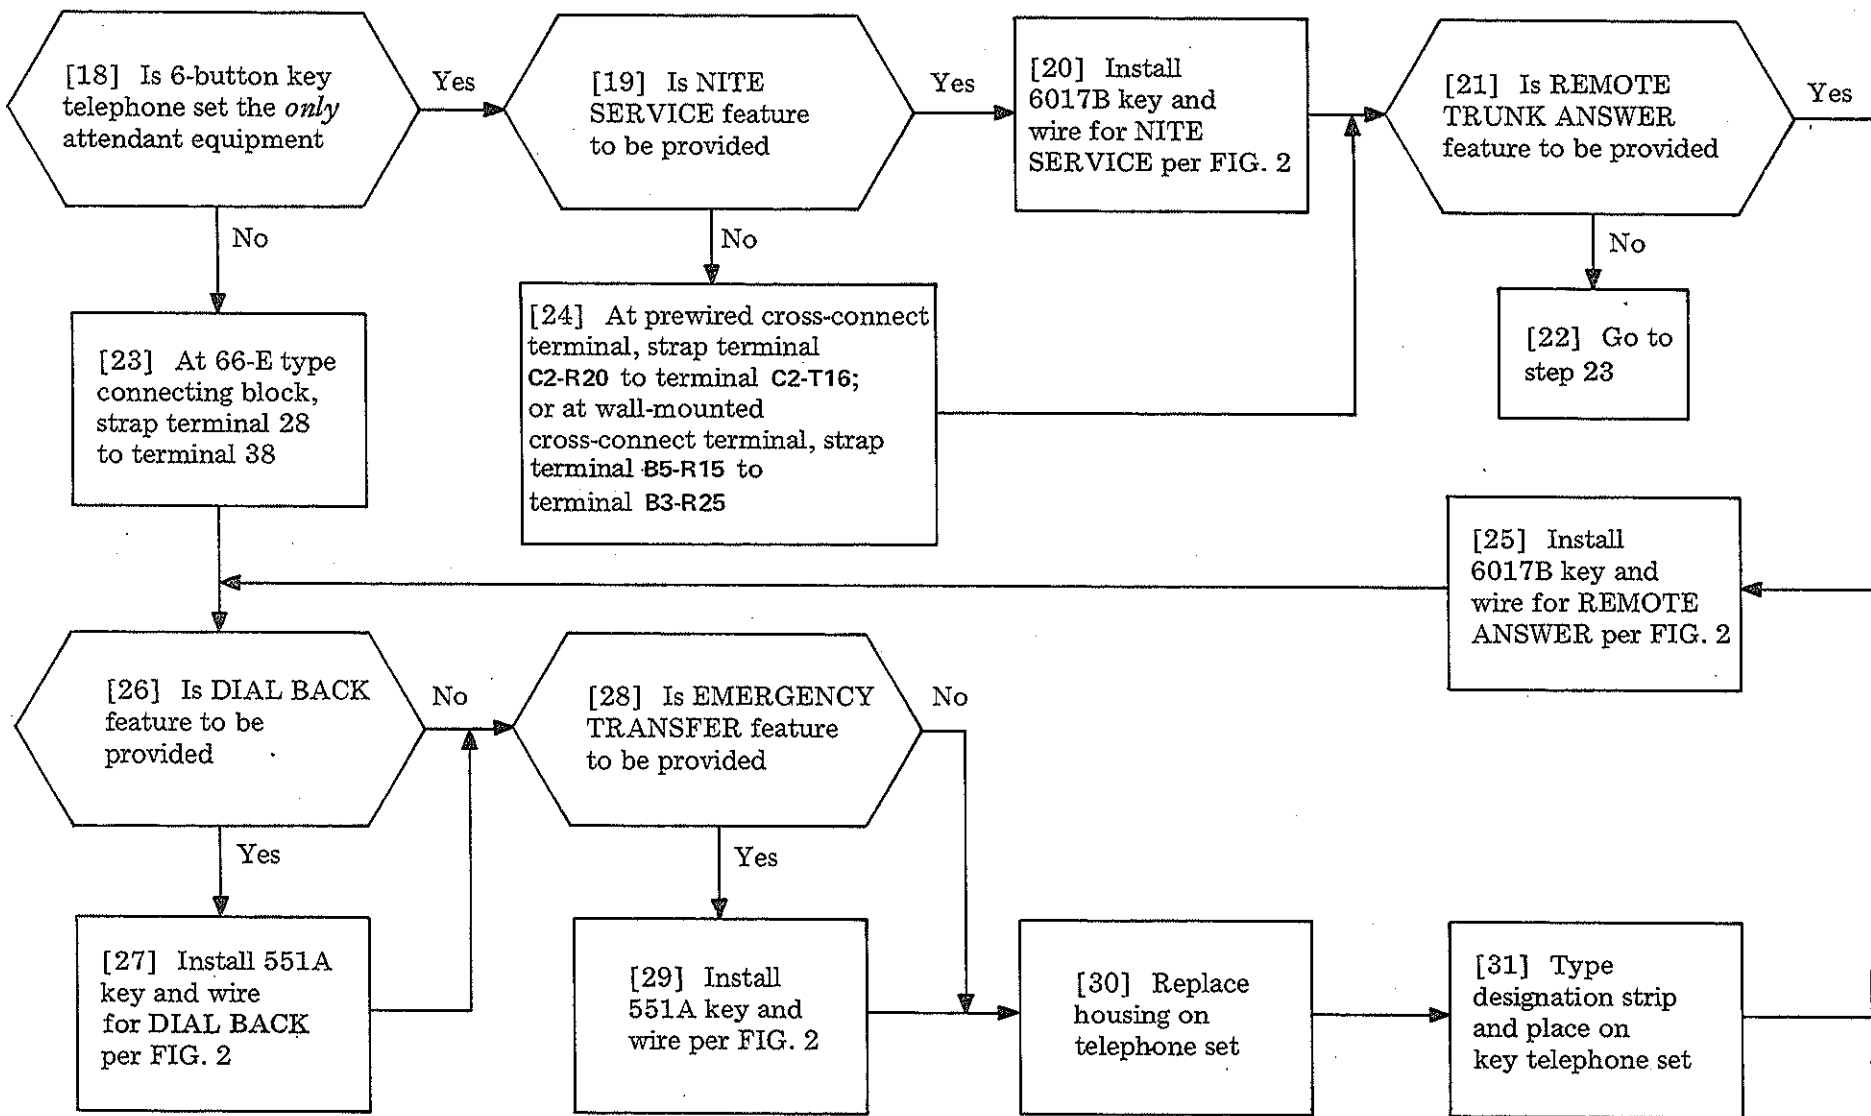 [18] Is 6-button key
telephone set the only
attendant equipment
Yes
No
[19] Is NITE
SERVICE feature
to be provided
Yes
No
[20] Install
6017B key and
wire for NITE
SERVICE per FIG. 2
[21] Is REMOTE
TRUNK ANSWER
feature to be provided
Yes
No
[22] Go to
step 23
[23] At 66-E type
connecting block,
strap terminal 28
to terminal 38
[24] At prewired cross-connect
terminal, strap terminal
C2-R20 to terminal C2-T16;
or at wall-mounted
cross-connect terminal, strap
terminal B5-R15 to
terminal B3-R25
[25] Install
6017B key and
wire for REMOTE
ANSWER per FIG. 2
[26] Is DIAL BACK
feature to be
provided
No
Yes
[27] Install 551A
key and wire
for DIAL BACK
per FIG. 2
[28] Is EMERGENCY
TRANSFER feature
to be provided
No
Yes
[29] Install
551A key and
wire per FIG. 2
[30] Replace
housing on
telephone set
[31] Type
designation strip
and place on
key telephone set